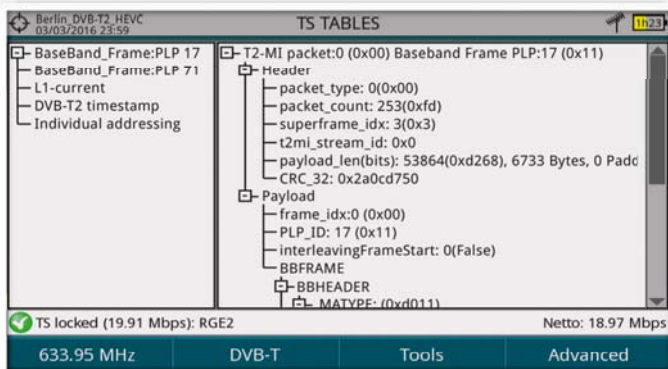 Berlin_DVB-T2_HEVC
03/03/2016 23:59
TS TABLES
1h23
BaseBand_Frame:PLP 17
BaseBand_Frame:PLP 71
L1-current
DVB-T2 timestamp
Individual addressing
T2-MI packet:0 (0x00) Baseband Frame PLP:17 (0x11)
Header
packet_type: 0(0x00)
packet_count: 253(0xfd)
superframe_idx: 3(0x3)
t2mi_stream_id: 0x0
payload_len(bits): 53864(0xd268), 6733 Bytes, 0 Padd
CRC_32: 0x2a0cd750
Payload
frame_idx:0 (0x00)
PLP_ID: 17 (0x11)
interleavingFrameStart: 0(False)
BBFRAME
BBHEADER
MATYPE: (0xd011)
TS locked (19.91 Mbps): RGE2
Netto: 18.97 Mbps
633.95 MHz
DVB-T
Tools
Advanced